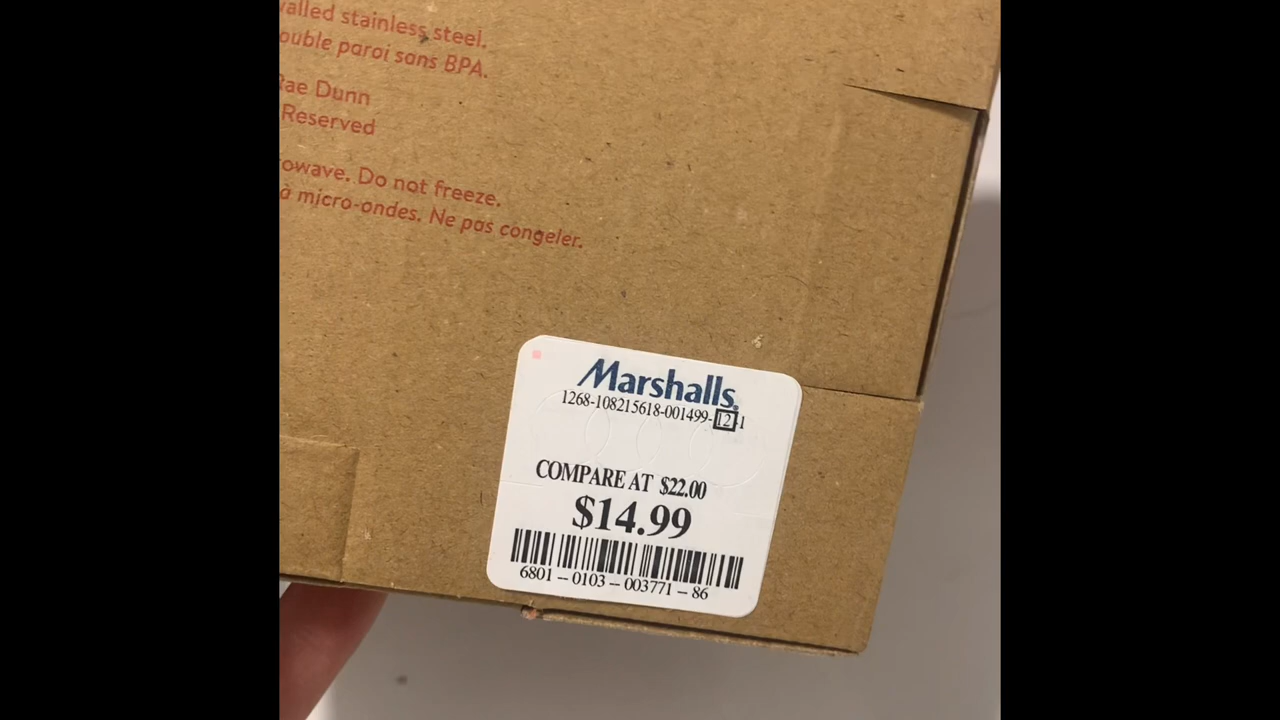 walled stainless steel.
ouble paroi sans BPA.
Rae Dunn
Reserved
owave. Do not freeze.
à micro-ondes. Ne pas congeler.
Marshalls.
1268-108215618-001499-12-1
COMPARE AT $22.00
$14.99
6801 – 0103 – 003771 – 86